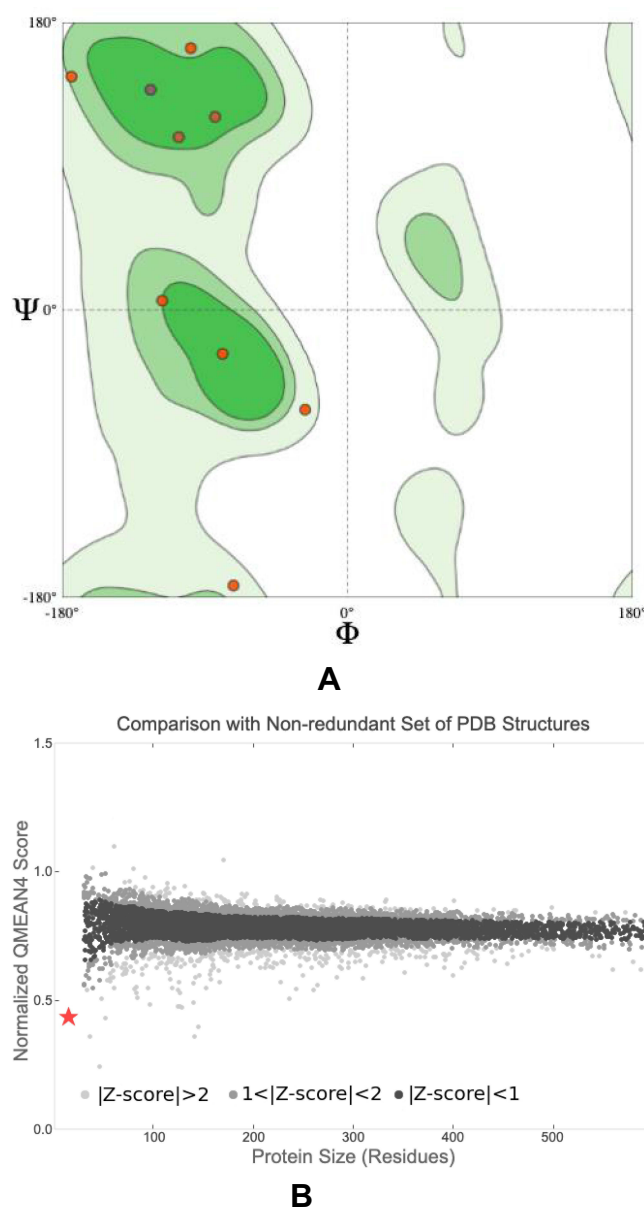 180°
Ψ 0°
-180°
-180° 0° 180°
Φ
A
Comparison with Non-redundant Set of PDB Structures
Normalized QMEAN4 Score
1.5
1.0
0.5
0.0
|Z-score|>2 1<|Z-score|<2 |Z-score|<1
100 200 300 400 500
Protein Size (Residues)
B